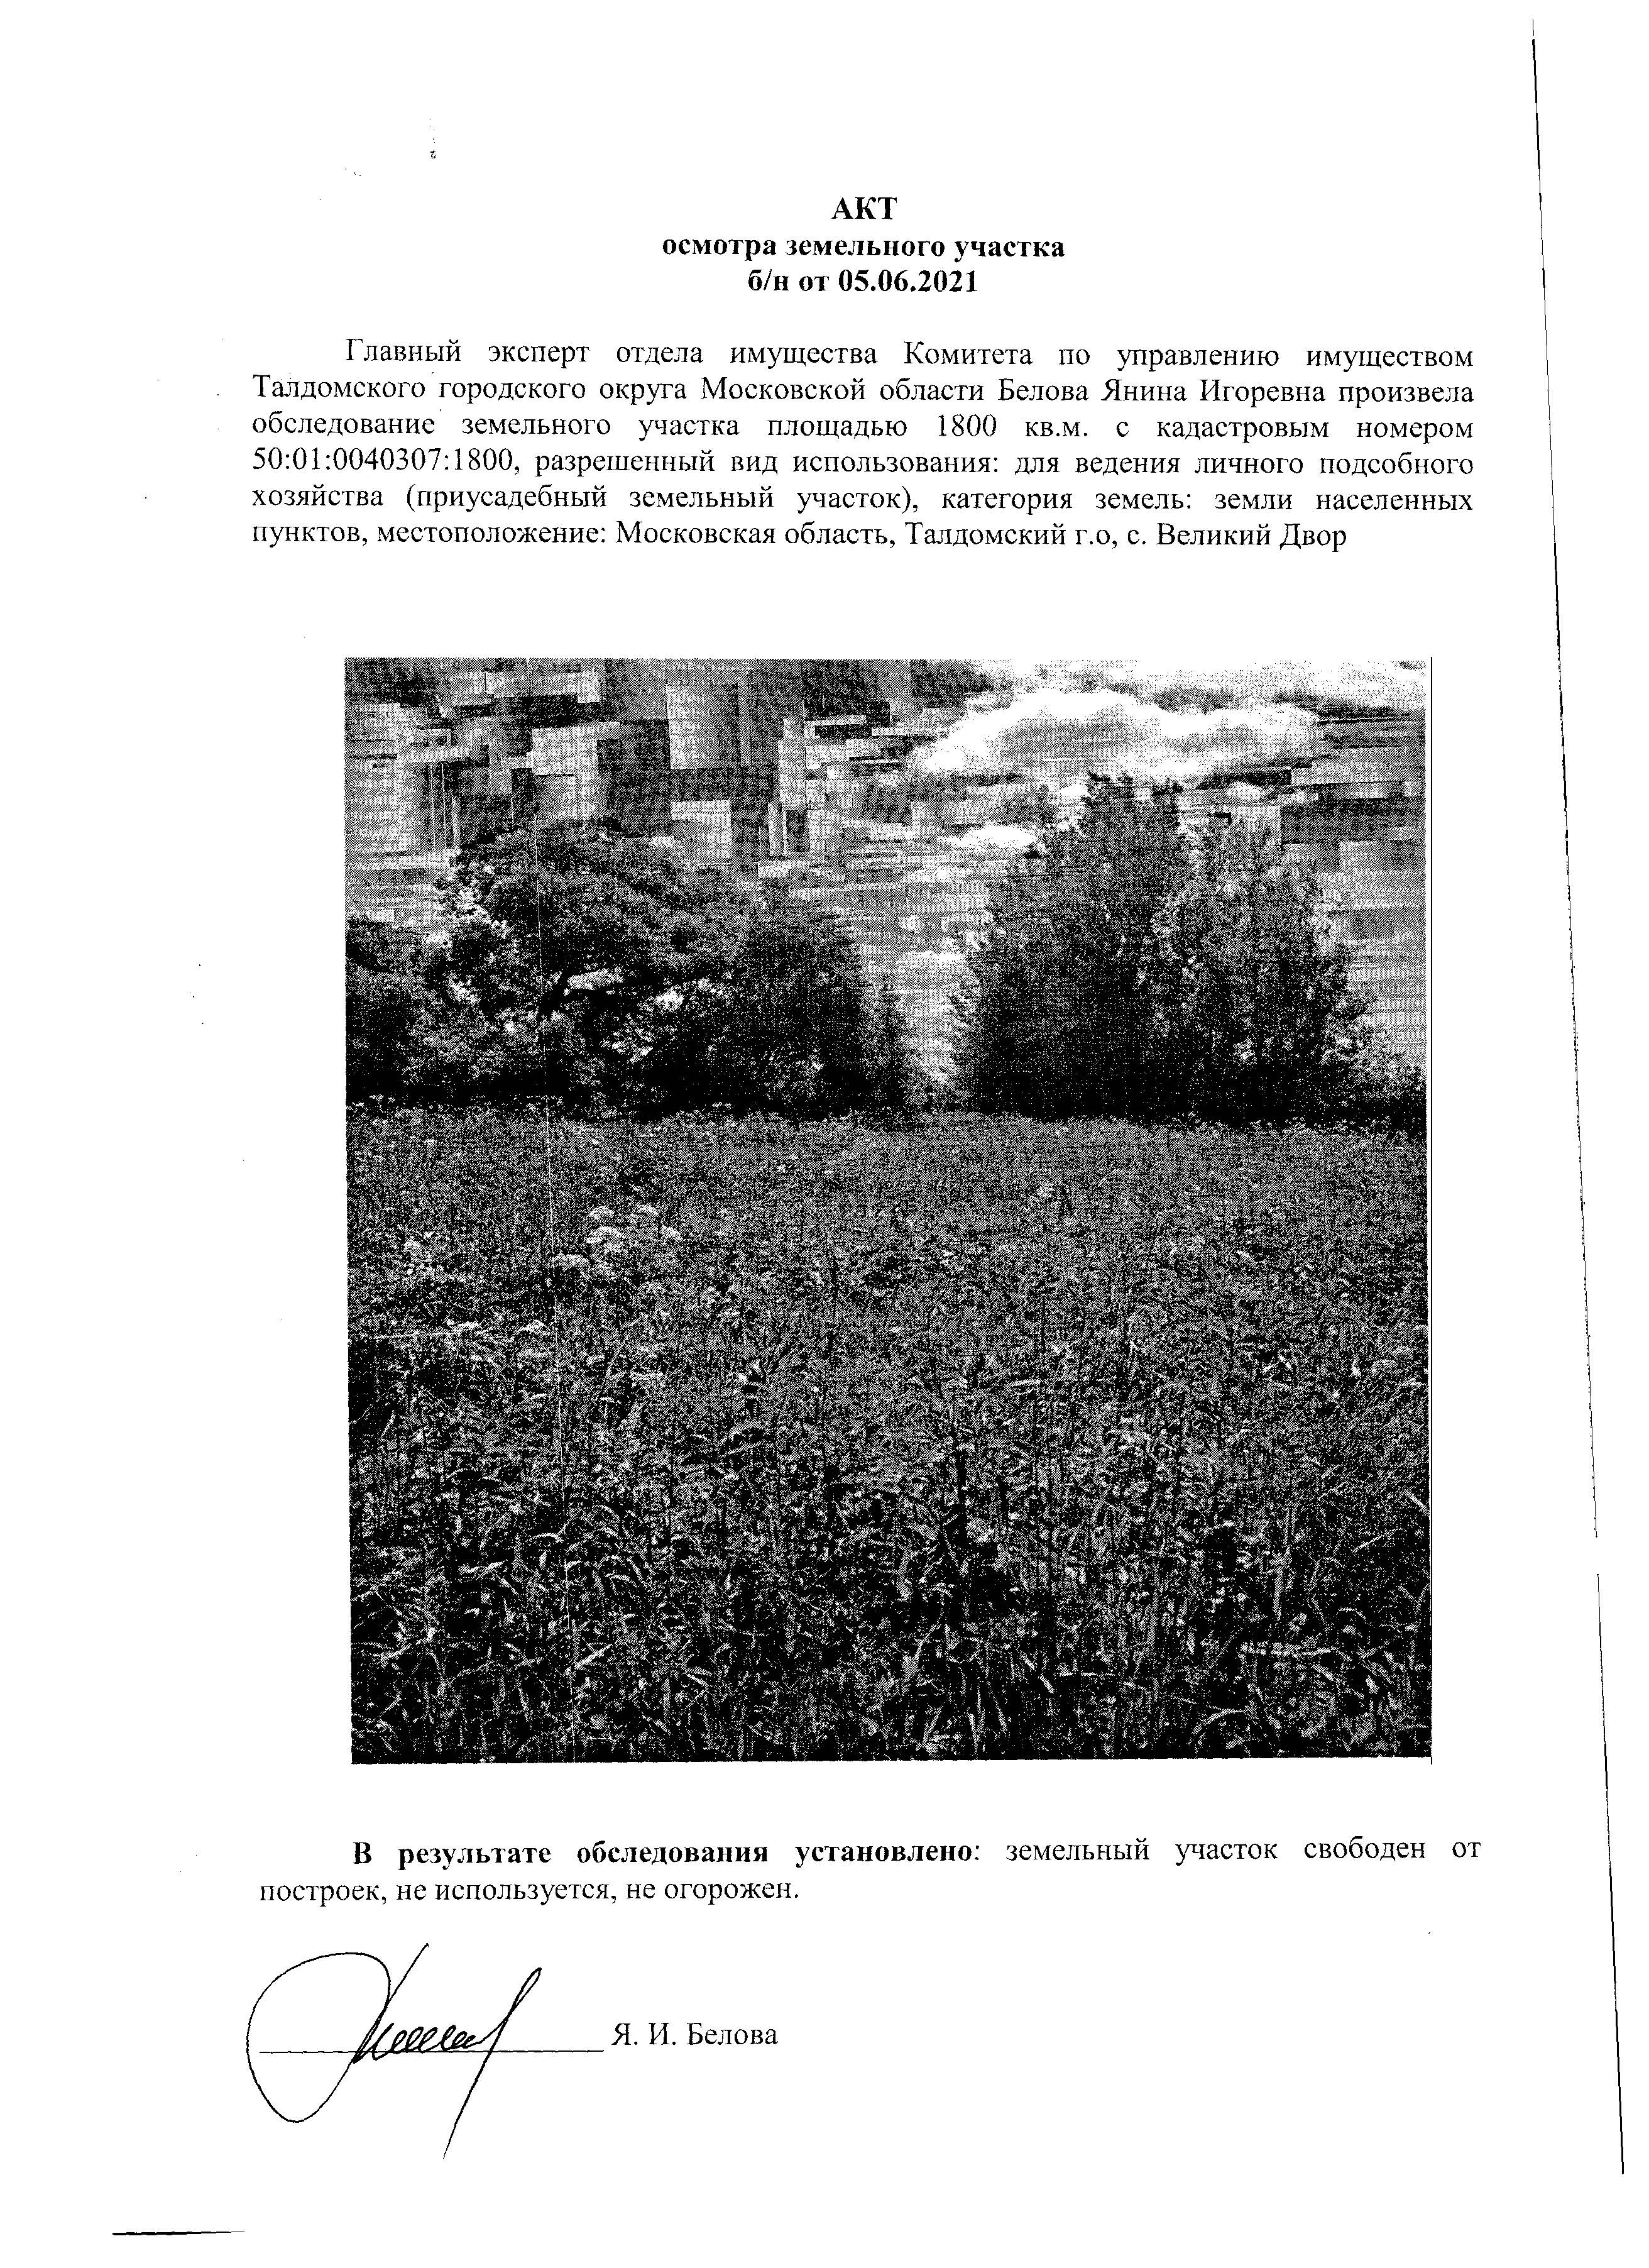 АКТ
осмотра земельного участка
б/н от 05.06.2021
Главный эксперт отдела имущества Комитета по управлению имуществом
Талдомского городского округа Московской области Белова Янина Игоревна произвела
обследование земельного участка площадью 1800 кв.м. с кадастровым номером
50:01:0040307:1800, разрешенный вид использования: для ведения личного подсобного
хозяйства (приусадебный земельный участок), категория земель: земли населенных
пунктов, местоположение: Московская область, Талдомский г.о, с. Великий Двор
В результате обследования установлено: земельный участок свободен от
построек, не используется, не огорожен.
Я. И. Белова